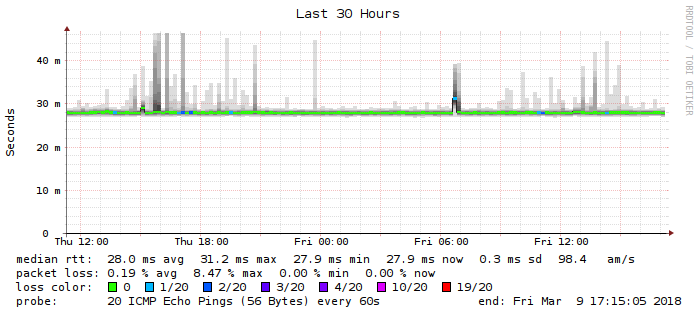 Last 30 Hours
RRDTOOL / TOBI OETIKER
Seconds
40 m
30 m
20 m
10 m
0
Thu 12:00 Thu 18:00 Fri 00:00 Fri 06:00 Fri 12:00
median rtt: 28.0 ms avg 31.2 ms max 27.9 ms min 27.9 ms now 0.3 ms sd 98.4 am/s
packet loss: 0.19 % avg 8.47 % max 0.00 % min 0.00 % now
loss color: 0 1/20 2/20 3/20 4/20 10/20 19/20
probe: 20 ICMP Echo Pings (56 Bytes) every 60s end: Fri Mar 9 17:15:05 2018